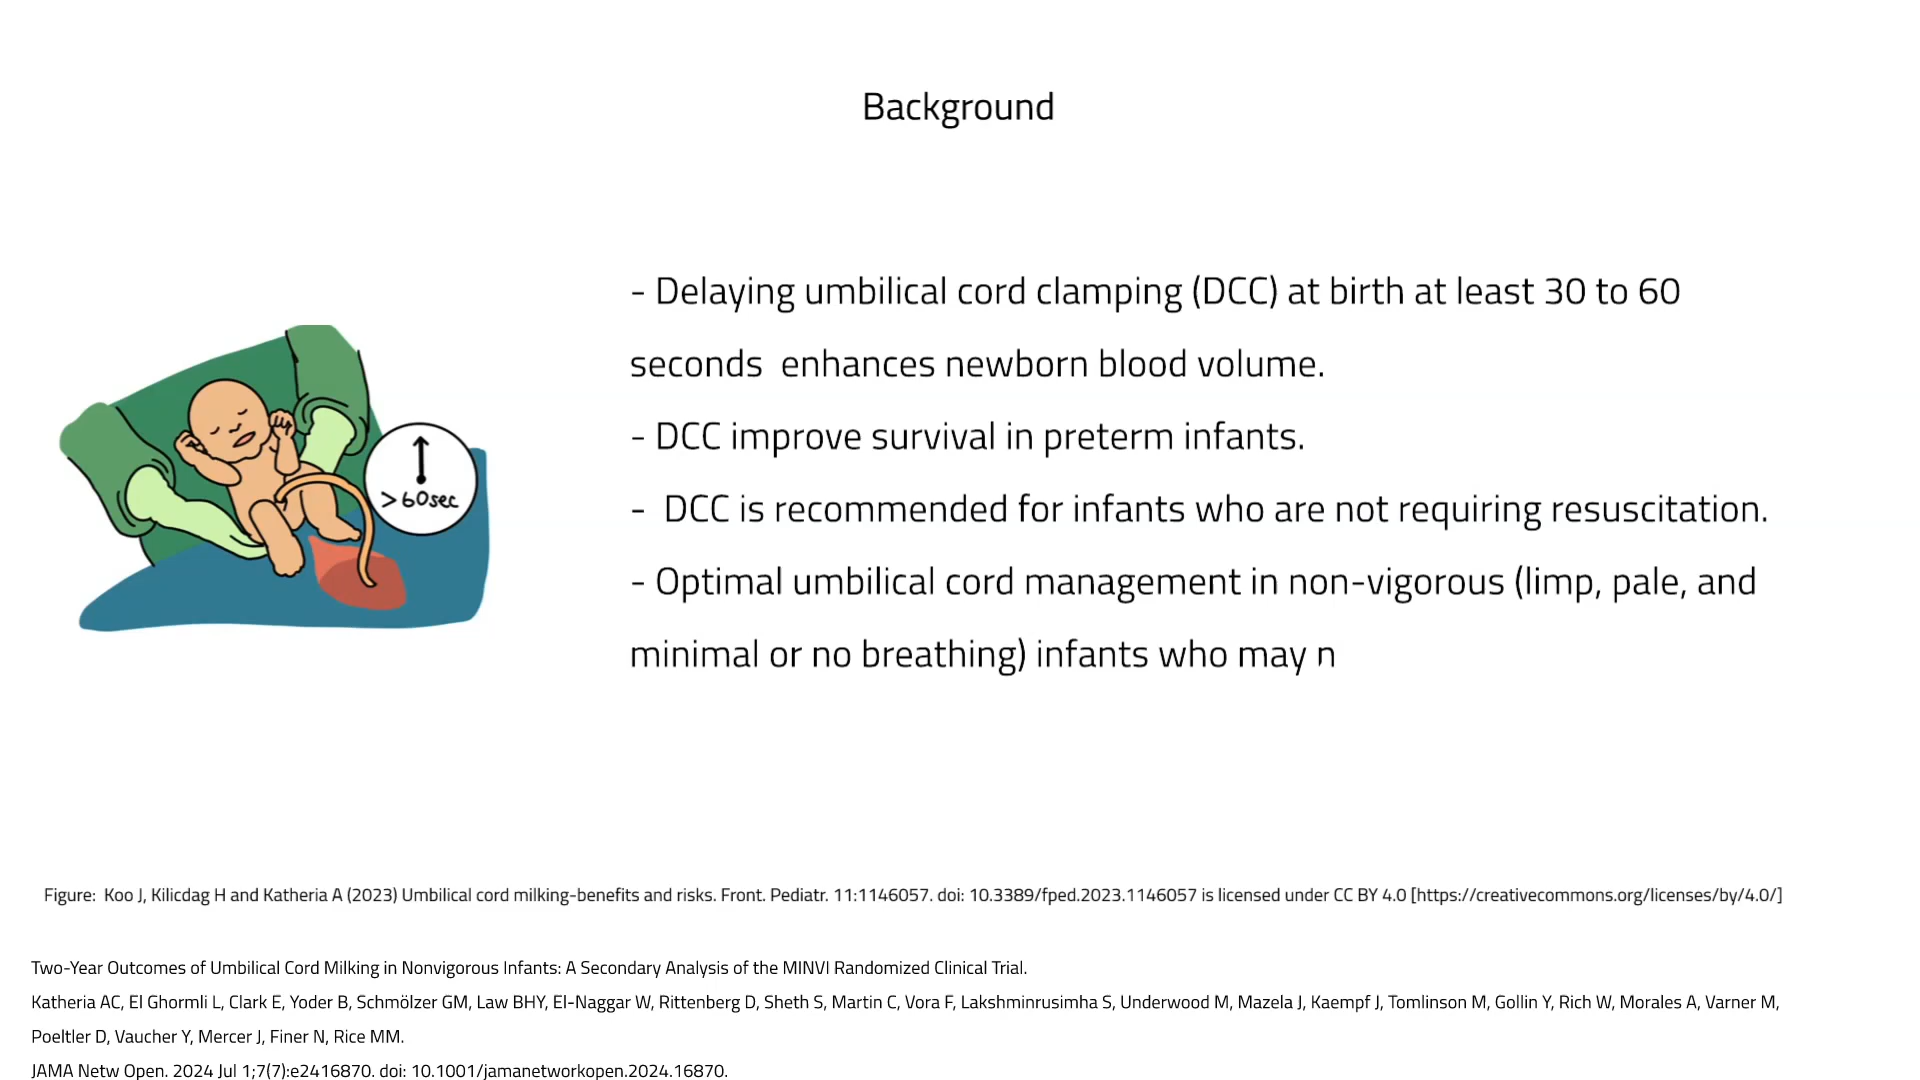 Background
- Delaying umbilical cord clamping (DCC) at birth at least 30 to 60
seconds  enhances newborn blood volume.
- DCC improve survival in preterm infants.
-  DCC is recommended for infants who are not requiring resuscitation.
- Optimal umbilical cord management in non-vigorous (limp, pale, and
minimal or no breathing) infants who may n
>60sec
Figure:  Koo J, Kilicdag H and Katheria A (2023) Umbilical cord milking-benefits and risks. Front. Pediatr. 11:1146057. doi: 10.3389/fped.2023.1146057 is licensed under CC BY 4.0 [https://creativecommons.org/licenses/by/4.0/]
Two-Year Outcomes of Umbilical Cord Milking in Nonvigorous Infants: A Secondary Analysis of the MINVI Randomized Clinical Trial.
Katheria AC, El Ghormli L, Clark E, Yoder B, Schmölzer GM, Law BHY, El-Naggar W, Rittenberg D, Sheth S, Martin C, Vora F, Lakshminrusimha S, Underwood M, Mazela J, Kaempf J, Tomlinson M, Gollin Y, Rich W, Morales A, Varner M,
Poeltler D, Vaucher Y, Mercer J, Finer N, Rice MM.
JAMA Netw Open. 2024 Jul 1;7(7):e2416870. doi: 10.1001/jamanetworkopen.2024.16870.